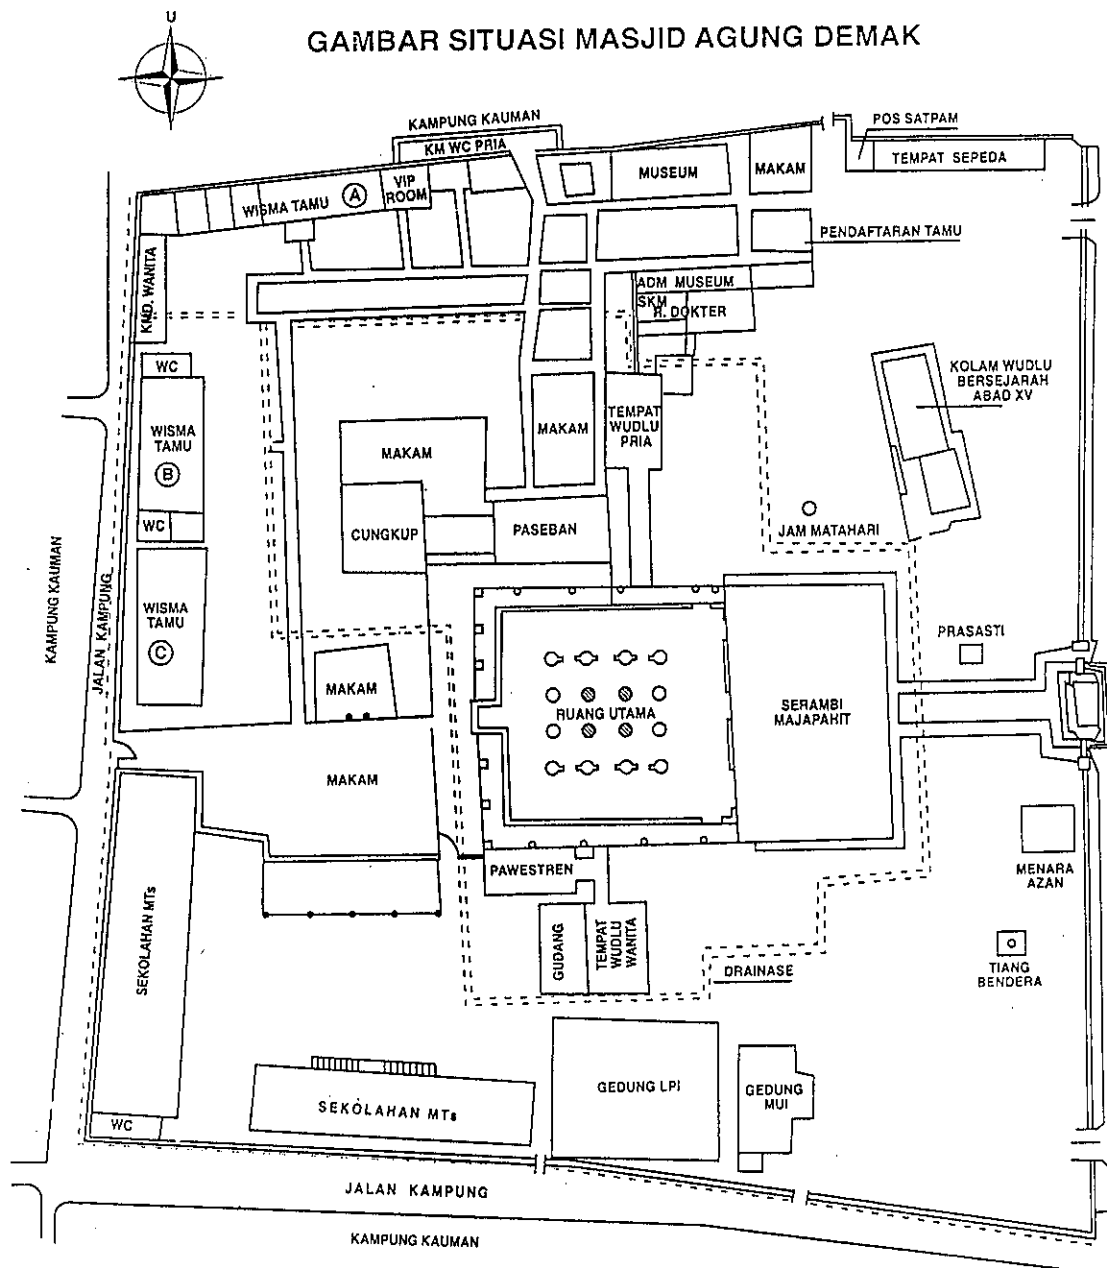 U
GAMBAR SITUASI MASJID AGUNG DEMAK
KAMPUNG KAUMAN
KM WC PRIA
POS SATPAM
TEMPAT SEPEDA
MUSEUM
MAKAM
VIP
ROOM
WISMA TAMU A
PENDAFTARAN TAMU
KMD. WANITA
ADM MUSEUM
SKM
R. DOKTER
WC
WISMA
TAMU
B
WC
KOLAM WUDLU
BERSEJARAH
ABAD XV
MAKAM
TEMPAT
WUDLU
PRIA
MAKAM
CUNGKUP
PASEBAN
JAM MATAHARI
KAMPUNG KAUMAN
JALAN KAMPUNG
WISMA
TAMU
C
PRASASTI
MAKAM
RUANG UTAMA
SERAMBI
MAJAPAHIT
MAKAM
MENARA
AZAN
PAWESTREN
SEKOLAHAN MTs
GUDANG
TEMPAT
WUDLU
WANITA
DRAINASE
TIANG
BENDERA
GEDUNG LPI
GEDUNG
MUI
SEKOLAHAN MTs
WC
JALAN KAMPUNG
KAMPUNG KAUMAN